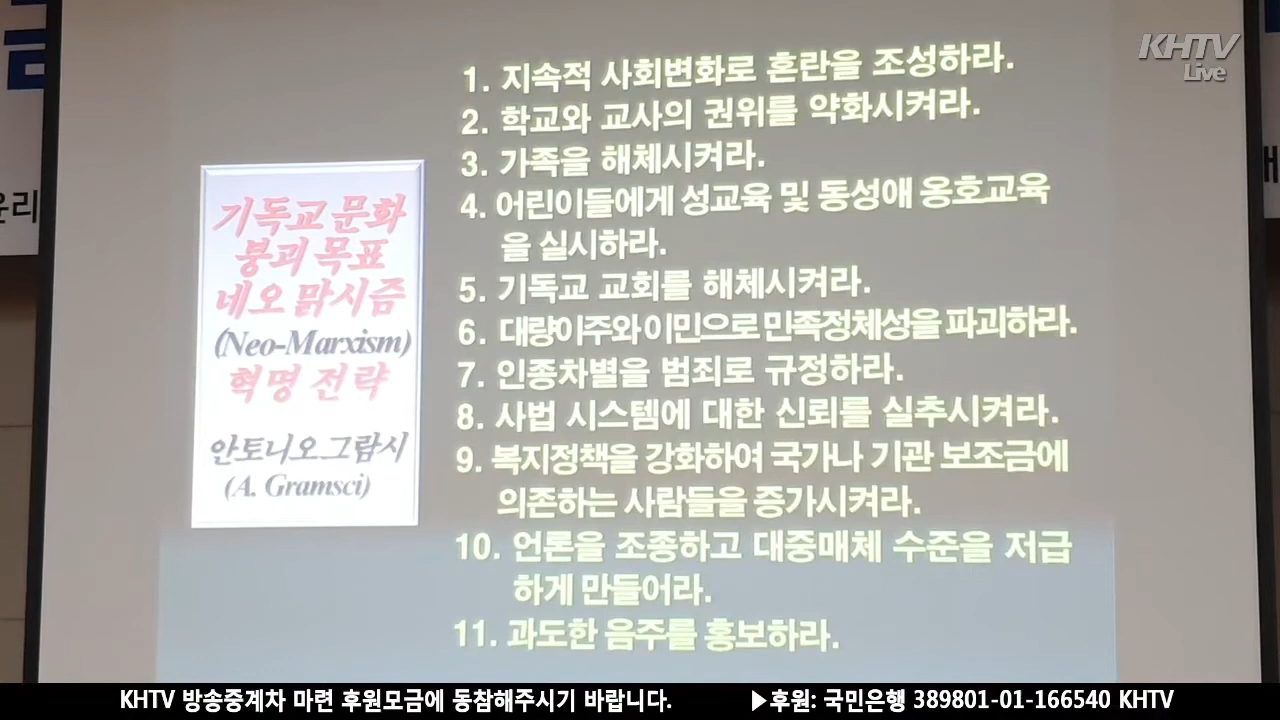 KHTV
Live
1. 지속적 사회변화로 혼란을 조성하라.
2. 학교와 교사의 권위를 약화시켜라.
3. 가족을 해체시켜라.
4. 어린이들에게 성교육 및 동성애 옹호교육
을 실시하라.
5. 기독교 교회를 해체시켜라.
6. 대량이주와 이민으로 민족정체성을 파괴하라.
7. 인종차별을 범죄로 규정하라.
8. 사법 시스템에 대한 신뢰를 실추시켜라.
9. 복지정책을 강화하여 국가나 기관 보조금에
의존하는 사람들을 증가시켜라.
10. 언론을 조종하고 대중매체 수준을 저급
하게 만들어라.
11. 과도한 음주를 홍보하라.
기독교 문화
붕괴 목표
네오 맑시즘
(Neo-Marxism)
혁명 전략
안토니오 그람시
(A. Gramsci)
KHTV 방송중계차 마련 후원모금에 동참해주시기 바랍니다. ▶후원: 국민은행 389801-01-166540 KHTV